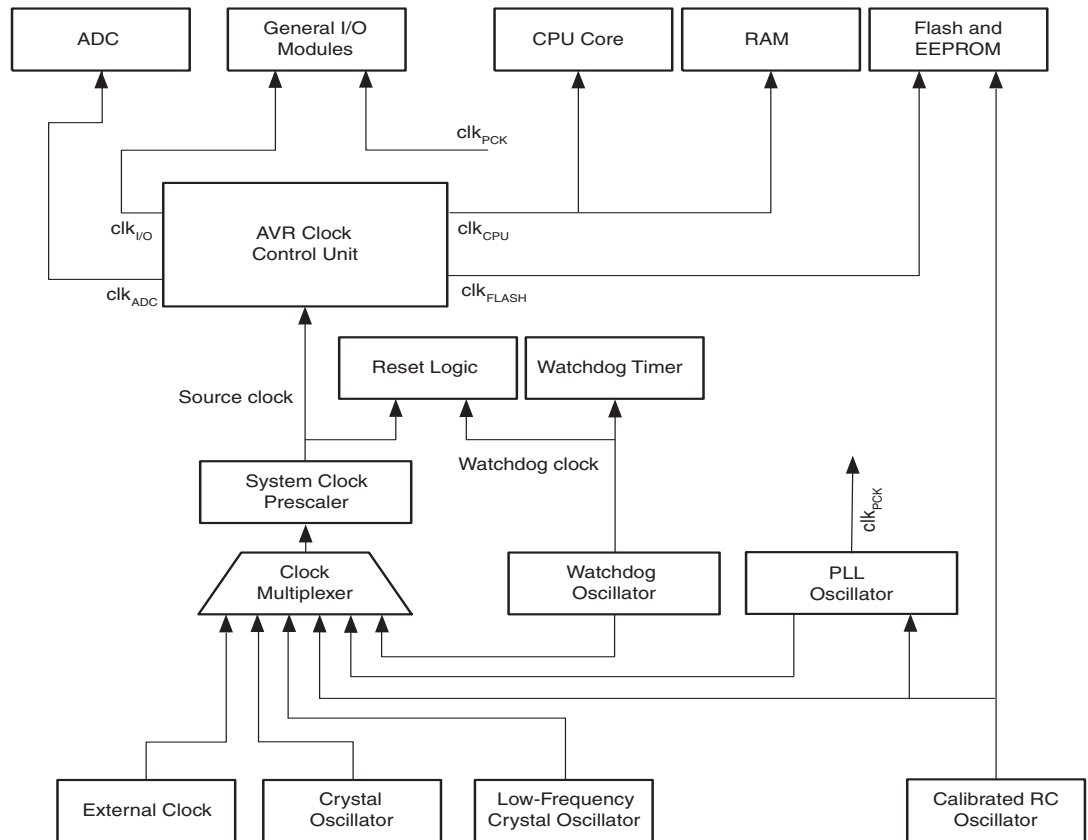 ADC
General I/O
Modules
CPU Core
RAM
Flash and
EEPROM
clkPCK
clkI/O
AVR Clock
Control Unit
clkCPU
clkADC
clkFLASH
Reset Logic
Watchdog Timer
Source clock
Watchdog clock
System Clock
Prescaler
clkPCK
Clock
Multiplexer
Watchdog
Oscillator
PLL
Oscillator
External Clock
Crystal
Oscillator
Low-Frequency
Crystal Oscillator
Calibrated RC
Oscillator